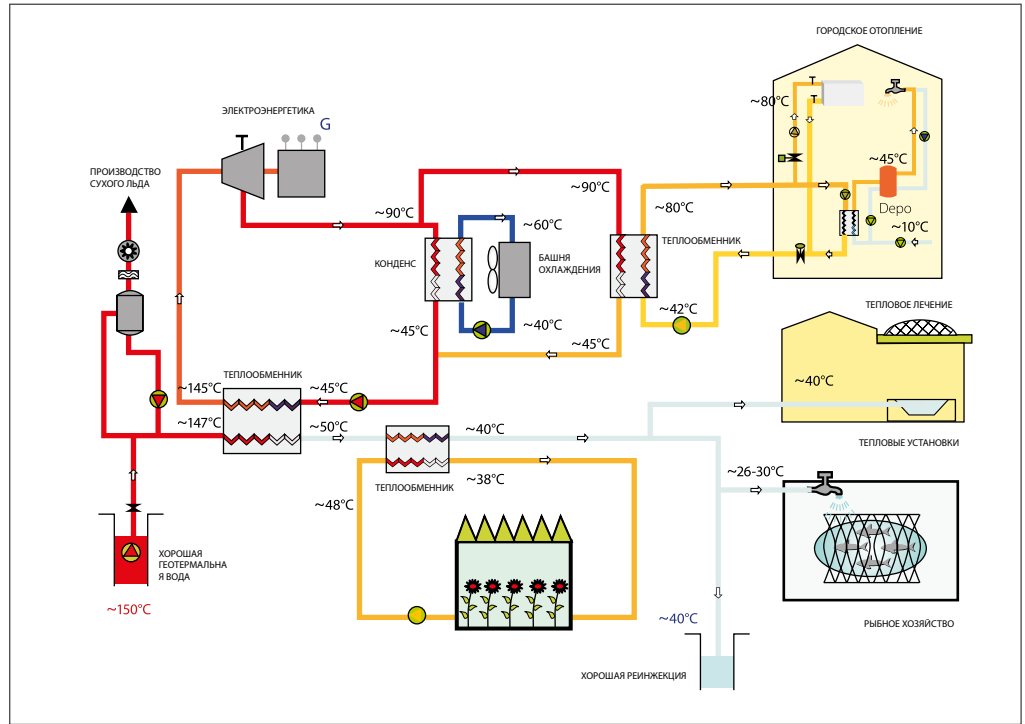 ГОРОДСКОЕ ОТОПЛЕНИЕ
~80°C
~45°C
Depo
~10°C
ЭЛЕКТРОЭНЕРГЕТИКА
G
ПРОИЗВОДСТВО
СУХОГО ЛЬДА
~90°C
~60°C
КОНДЕНС
БАШНЯ
ОХЛАЖДЕНИЯ
~40°C
~45°C
~90°C
~80°C
ТЕПЛООБМЕННИК
~42°C
~45°C
ТЕПЛОВОЕ ЛЕЧЕНИЕ
~40°C
ТЕПЛОВЫЕ УСТАНОВКИ
ТЕПЛООБМЕННИК
~145°C
~45°C
~147°C
~50°C
~40°C
ТЕПЛООБМЕННИК
~38°C
~48°C
~26-30°C
РЫБНОЕ ХОЗЯЙСТВО
ХОРОШАЯ
ГЕОТЕРМАЛЬНА
Я ВОДА
~150°C
~40°C
ХОРОШАЯ РЕИНЖЕКЦИЯ